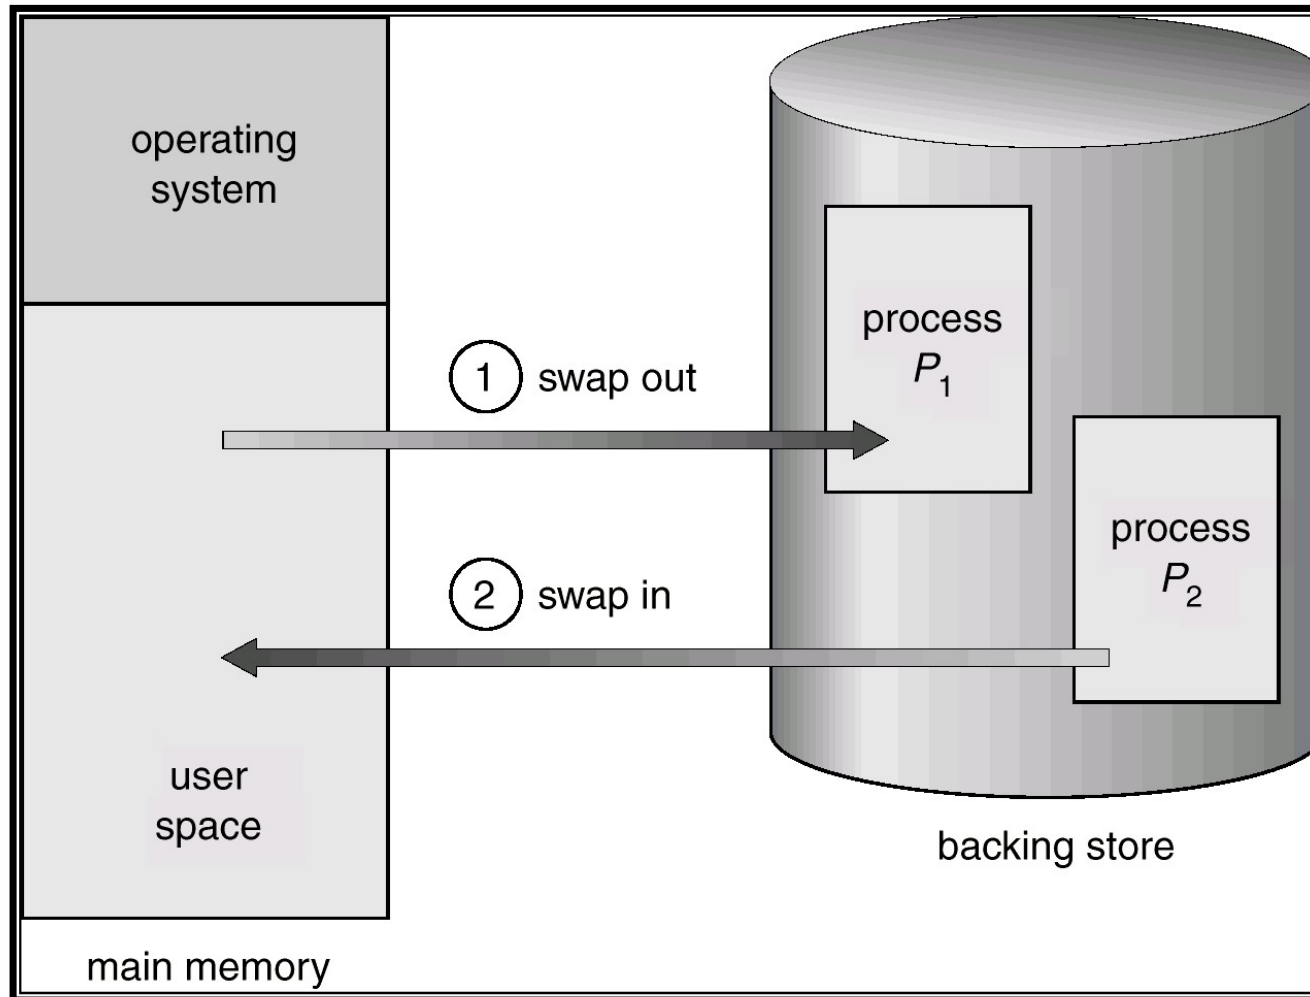 operating
system
process
P1
1 swap out
process
P2
2 swap in
user
space
backing store
main memory